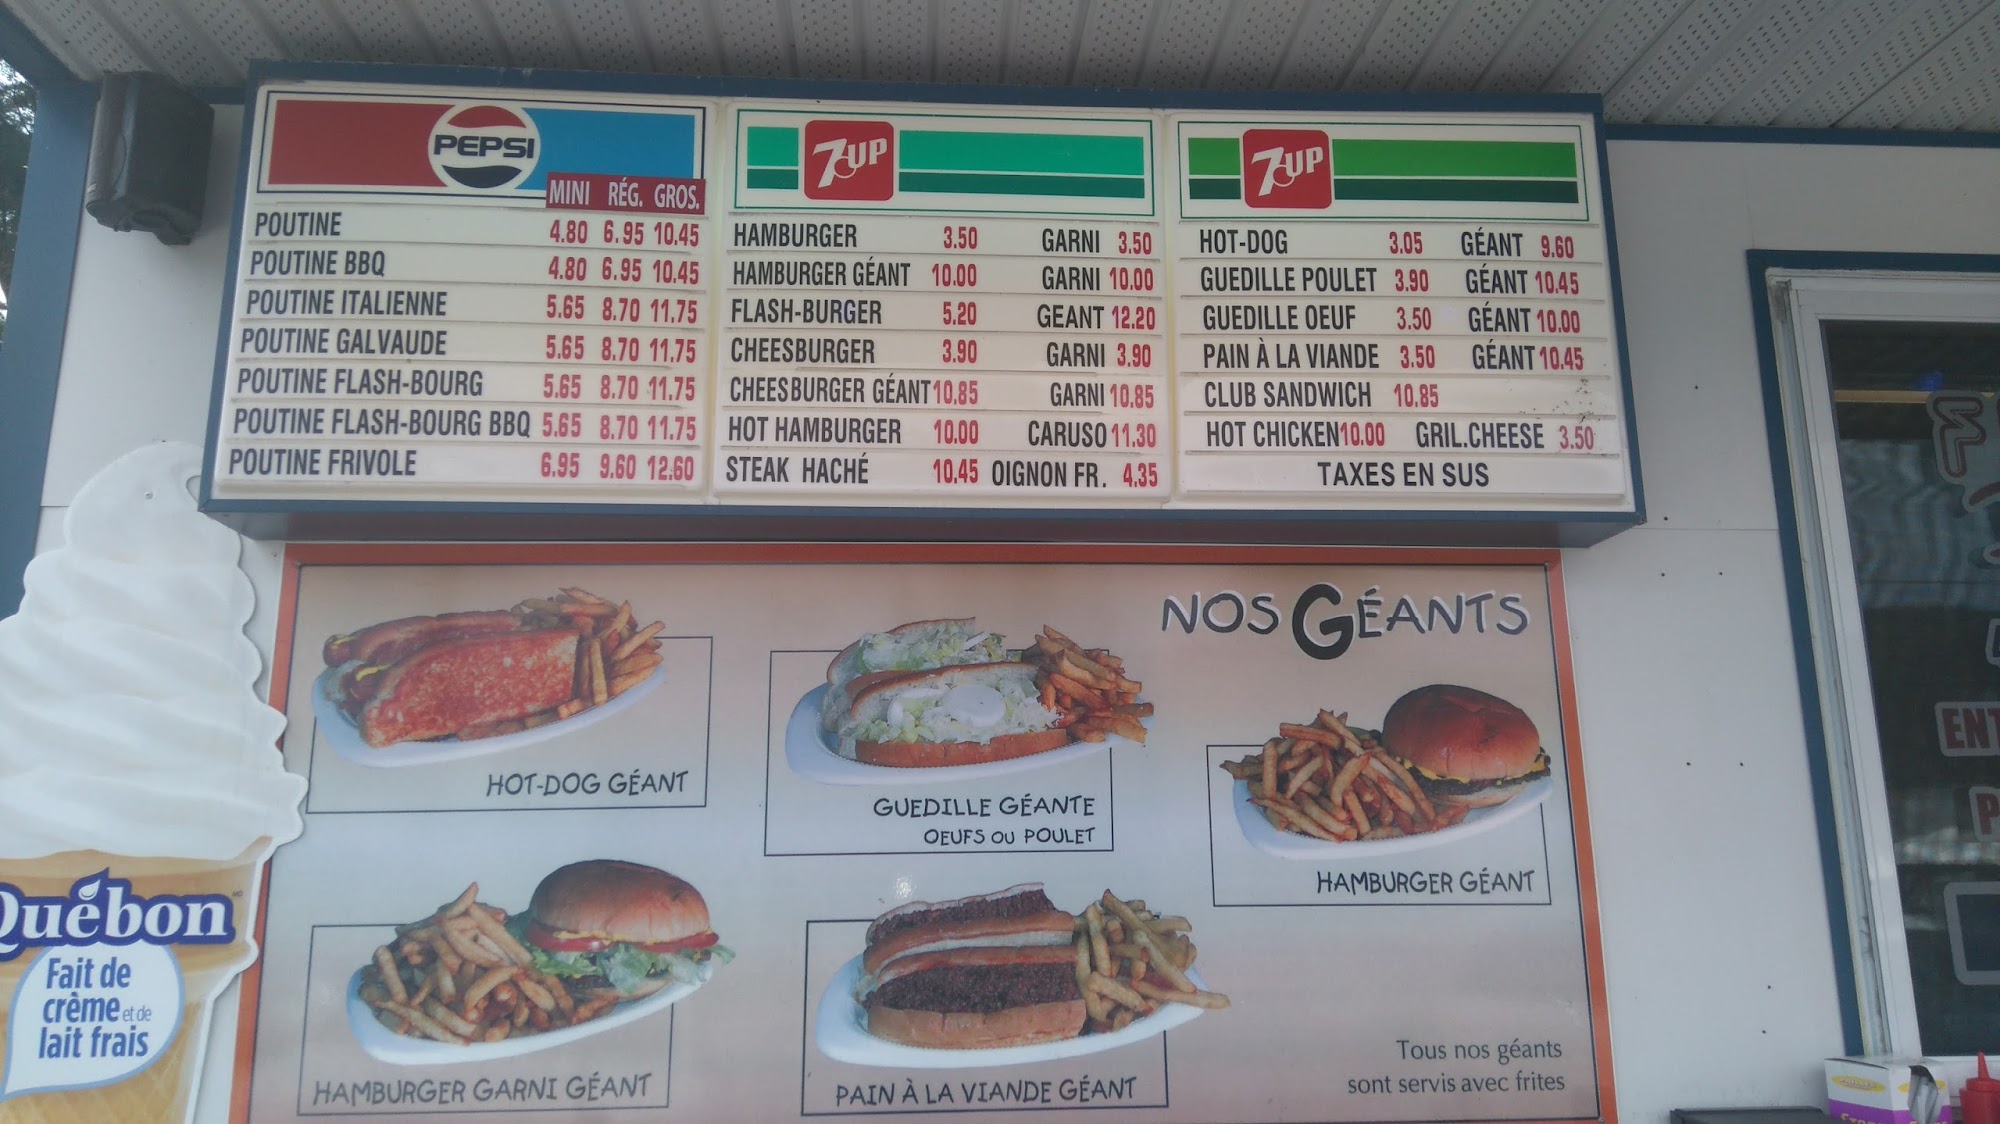 PEPSI
MINI RÉG. GROS.
POUTINE 4.80 6.95 10.45
POUTINE BBQ 4.80 6.95 10.45
POUTINE ITALIENNE 5.65 8.70 11.75
POUTINE GALVAUDE 5.65 8.70 11.75
POUTINE FLASH-BOURG 5.65 8.70 11.75
POUTINE FLASH-BOURG BBQ 5.65 8.70 11.75
POUTINE FRIVOLE 6.95 9.60 12.60
7UP
HAMBURGER 3.50 GARNI 3.50
HAMBURGER GÉANT 10.00 GARNI 10.00
FLASH-BURGER 5.20 GEANT 12.20
CHEESBURGER 3.90 GARNI 3.90
CHEESBURGER GÉANT 10.85 GARNI 10.85
HOT HAMBURGER 10.00 CARUSO 11.30
STEAK HACHÉ 10.45 OIGNON FR. 4.35
7UP
HOT-DOG 3.05 GÉANT 9.60
GUEDILLE POULET 3.90 GÉANT 10.45
GUEDILLE OEUF 3.50 GÉANT 10.00
PAIN À LA VIANDE 3.50 GÉANT 10.45
CLUB SANDWICH 10.85
HOT CHICKEN 10.00 GRIL.CHEESE 3.50
TAXES EN SUS
NOS GÉANTS
HOT-DOG GÉANT
GUEDILLE GÉANTE
OEUFS OU POULET
HAMBURGER GÉANT
HAMBURGER GARNI GÉANT
PAIN À LA VIANDE GÉANT
Tous nos géants
sont servis avec frites
Québon
Fait de
crème et de
lait frais
ENT
P